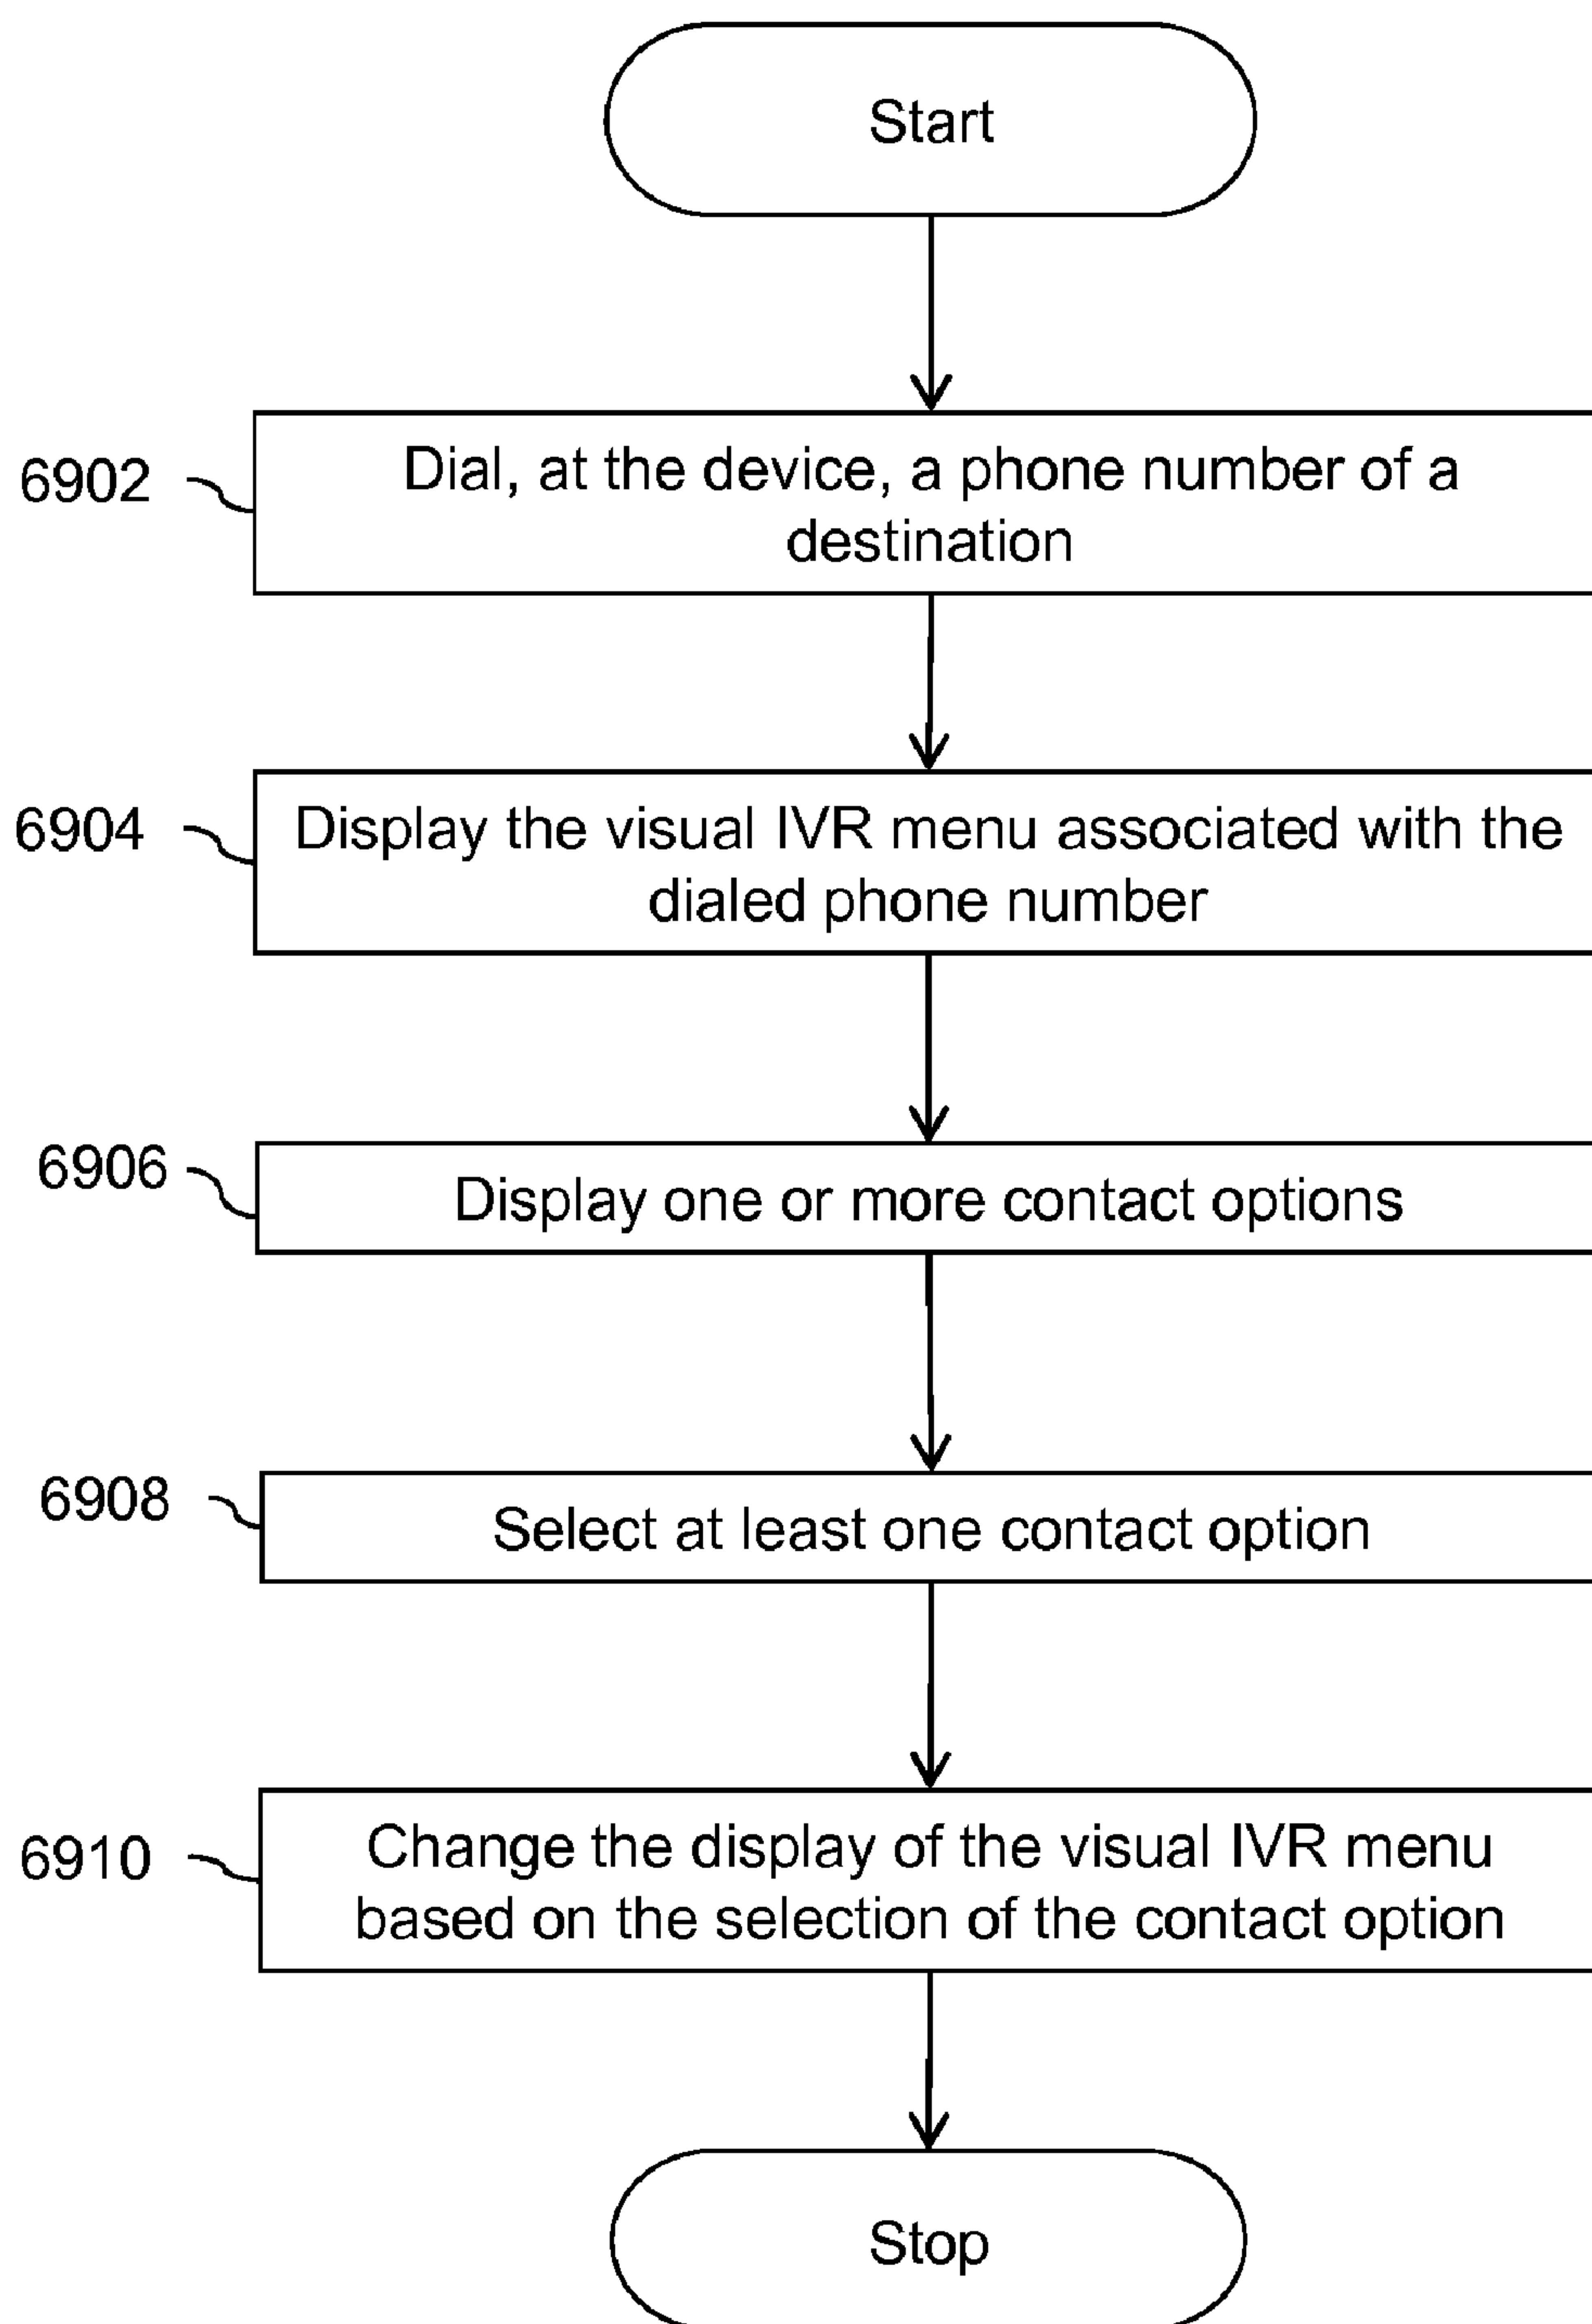 Start
6902
Dial, at the device, a phone number of a
destination
6904
Display the visual IVR menu associated with the
dialed phone number
6906
Display one or more contact options
6908
Select at least one contact option
6910
Change the display of the visual IVR menu
based on the selection of the contact option
Stop